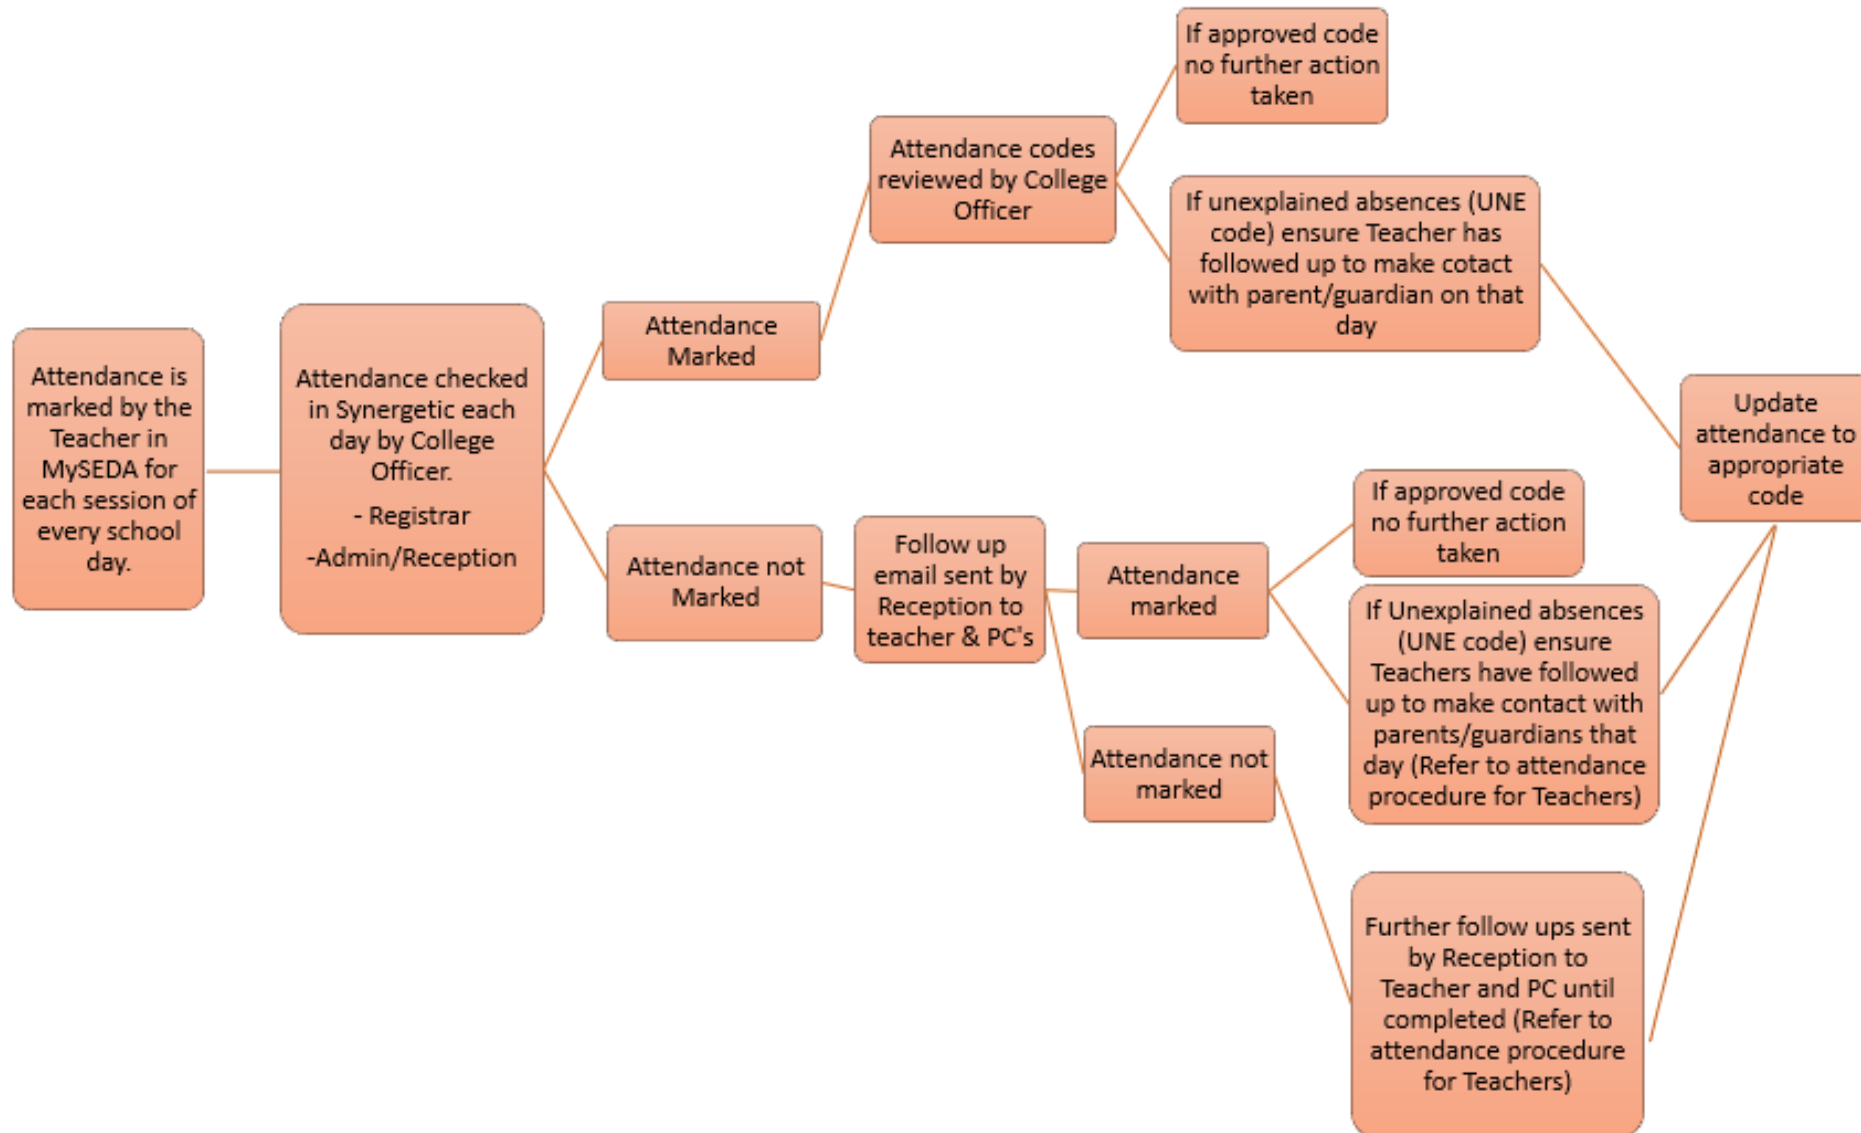 Attendance is
marked by the
Teacher in
MySEDA for
each session of
every school
day.
Attendance checked
in Synergetic each
day by College
Officer.
- Registrar
-Admin/Reception
Attendance
Marked
Attendance codes
reviewed by College
Officer
If approved code
no further action
taken
If unexplained absences (UNE
code) ensure Teacher has
followed up to make cotact
with parent/guardian on that
day
Attendance not
Marked
Follow up
email sent by
Reception to
teacher & PC's
Attendance
marked
If approved code
no further action
taken
If Unexplained absences
(UNE code) ensure
Teachers have followed
up to make contact with
parents/guardians that
day (Refer to attendance
procedure for Teachers)
Attendance not
marked
Further follow ups sent
by Reception to
Teacher and PC until
completed (Refer to
attendance procedure
for Teachers)
Update
attendance to
appropriate
code